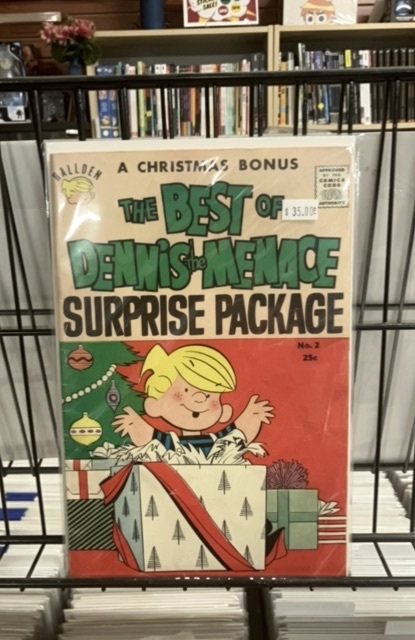 HALLDEN
A CHRISTMAS BONUS
APPROVED
BY THE
COMICS
CODE
AUTHORITY
THE BEST OF
$35.00
DENNIS the MENACE
SURPRISE PACKAGE
No. 2
25c